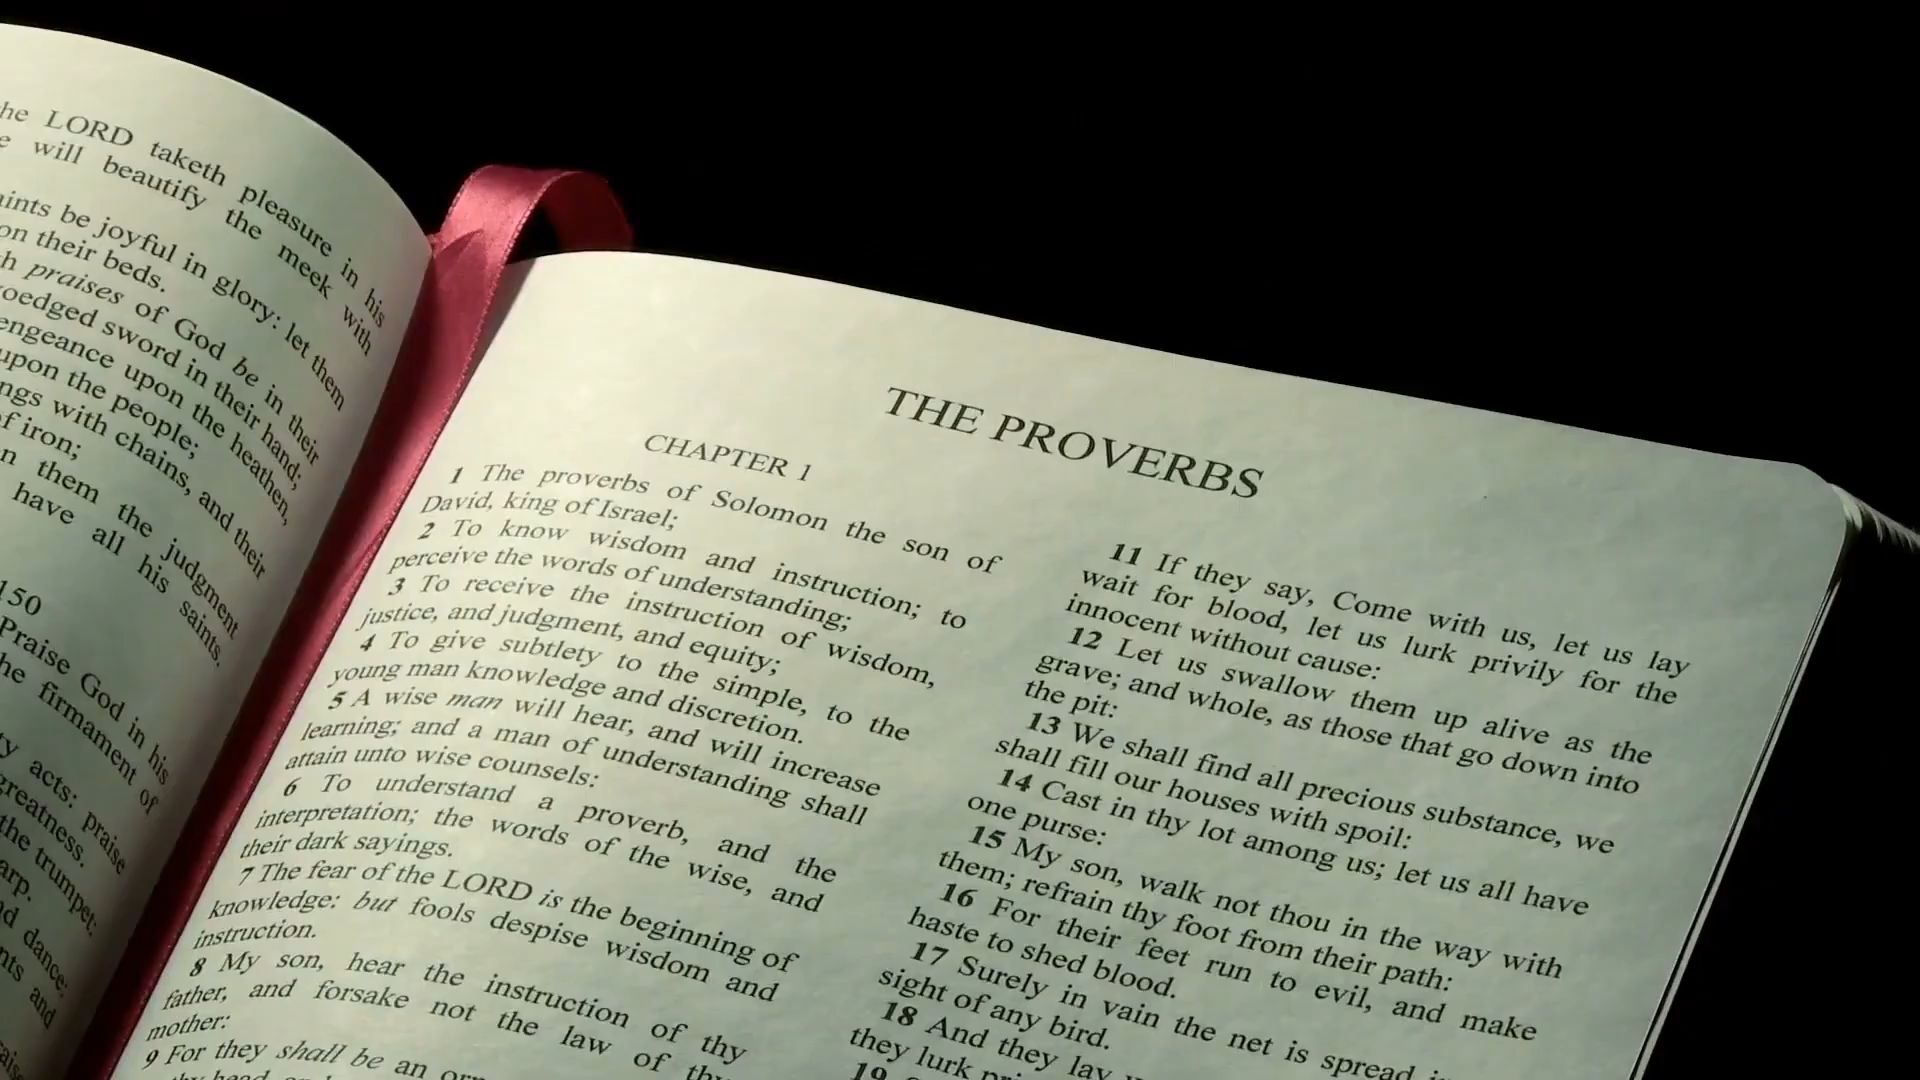 he LORD taketh pleasure in his
will beautify the meek with
be joyful in glory: let them
on their beds.
praises of God be in their
sword in their hand;
upon the heathen,
upon the people;
with chains, and their
of iron;
them the judgment
have all his saints.
150
Praise God in his
firmament of
acts: praise
greatness.
the trumpet:
dance:
and
THE PROVERBS
CHAPTER 1
1 The proverbs of Solomon the son of
David, king of Israel;
2 To know wisdom and instruction; to
perceive the words of understanding;
3 To receive the instruction of wisdom,
justice, and judgment, and equity;
4 To give subtlety to the simple, to the
young man knowledge and discretion.
5 A wise man will hear, and will increase
learning; and a man of understanding shall
attain unto wise counsels:
6 To understand a proverb, and the
interpretation; the words of the wise, and
their dark sayings.
7 The fear of the LORD is the beginning of
knowledge: but fools despise wisdom and
instruction.
8 My son, hear the instruction of thy
father, and forsake not the law of thy
mother:
9 For they shall be an
11 If they say, Come with us, let us lay
wait for blood, let us lurk privily for the
innocent without cause:
12 Let us swallow them up alive as the
grave; and whole, as those that go down into
the pit:
13 We shall find all precious substance, we
shall fill our houses with spoil:
14 Cast in thy lot among us; let us all have
one purse:
15 My son, walk not thou in the way with
them; refrain thy foot from their path:
16 For their feet run to evil, and make
haste to shed blood.
17 Surely in vain the net is spread
sight of any bird.
18 And they lay
they lurk
19